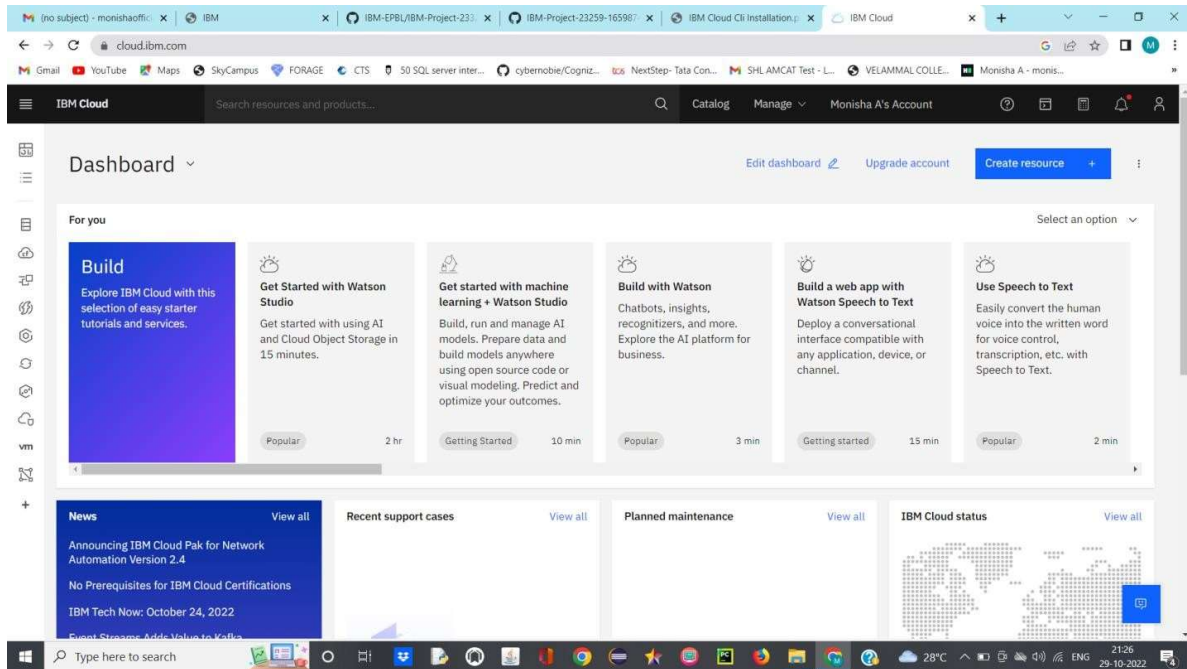 (no subject) - monishaoffic
IBM
IBM-EPBL/IBM-Project-233
IBM-Project-23259-165987
IBM Cloud Cli Installation.p
IBM Cloud
cloud.ibm.com
M
Gmail
YouTube
Maps
SkyCampus
FORAGE
CTS
50 SQL server inter...
cybernobie/Cogniz...
NextStep- Tata Con...
SHL AMCAT Test - L...
VELAMMAL COLLE...
Monisha A - monis...
IBM Cloud
Search resources and products...
Catalog
Manage
Monisha A's Account
Dashboard
Edit dashboard
Upgrade account
Create resource +
For you
Select an option
Build
Explore IBM Cloud with this
selection of easy starter
tutorials and services.
Get Started with Watson
Studio
Get started with using AI
and Cloud Object Storage in
15 minutes.
Popular
2 hr
Get started with machine
learning + Watson Studio
Build, run and manage AI
models. Prepare data and
build models anywhere
using open source code or
visual modeling. Predict and
optimize your outcomes.
Getting Started
10 min
Build with Watson
Chatbots, insights,
recognizers, and more.
Explore the AI platform for
business.
Popular
3 min
Build a web app with
Watson Speech to Text
Deploy a conversational
interface compatible with
any application, device, or
channel.
Getting started
15 min
Use Speech to Text
Easily convert the human
voice into the written word
for voice control,
transcription, etc. with
Speech to Text.
Popular
2 min
vm
News
View all
Announcing IBM Cloud Pak for Network
Automation Version 2.4
No Prerequisites for IBM Cloud Certifications
IBM Tech Now: October 24, 2022
Event Streams Adds Value to Kafka
Recent support cases
View all
Planned maintenance
View all
IBM Cloud status
View all
Type here to search
28°C
ENG
21:26
29-10-2022